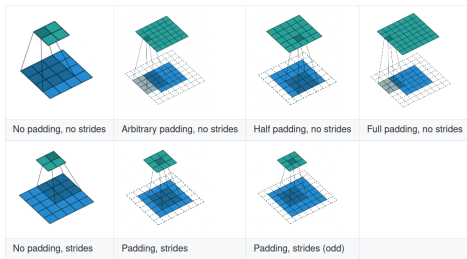 No padding, no strides
Arbitrary padding, no strides
Half padding, no strides
Full padding, no strides
No padding, strides
Padding, strides
Padding, strides (odd)